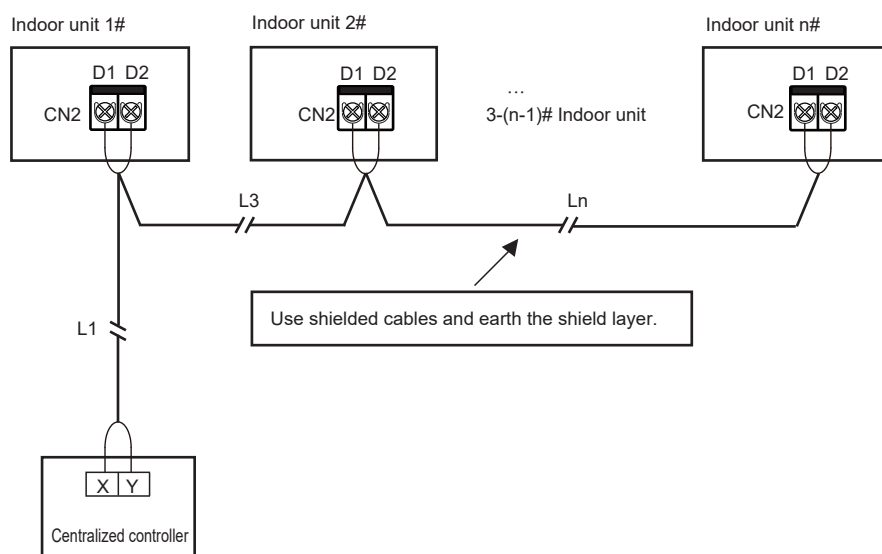 Indoor unit 1#
Indoor unit 2#
Indoor unit n#
D1 D2
D1 D2
D1 D2
CN2
CN2
CN2
...
3-(n-1)# Indoor unit
L3
Ln
Use shielded cables and earth the shield layer.
L1
X Y
Centralized controller